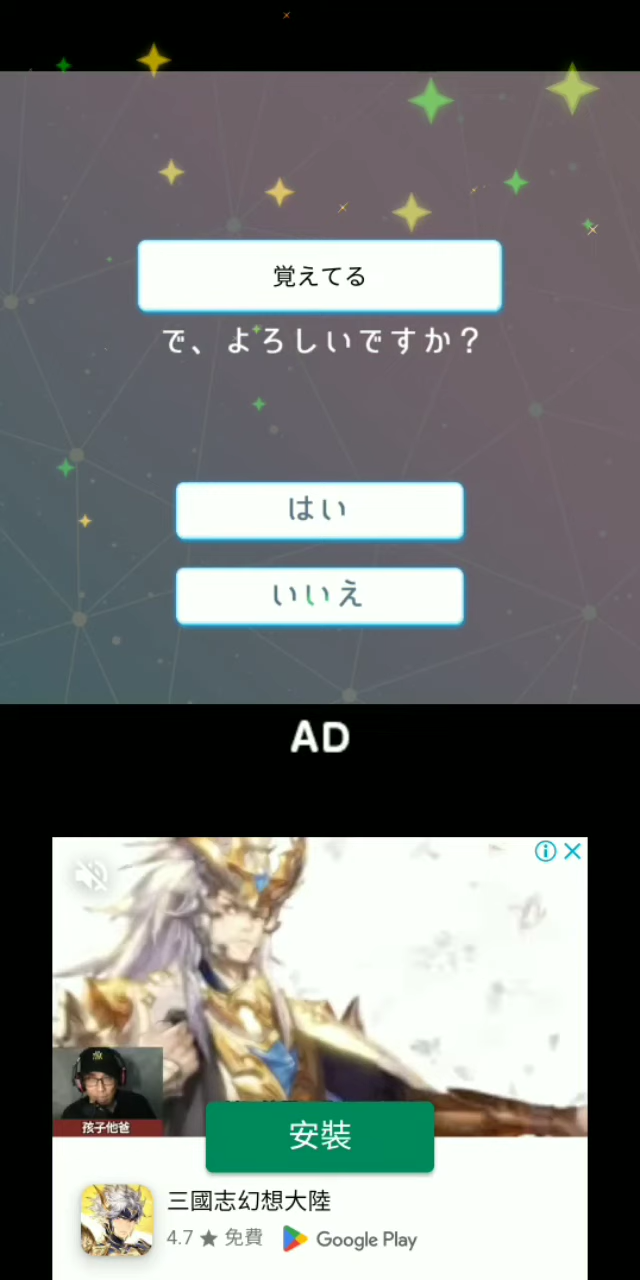 覚えてる
で、よろしいですか？
はい
いいえ
AD
孩子他爸
安裝
三國志幻想大陸
4.7 ★ 免費 Google Play